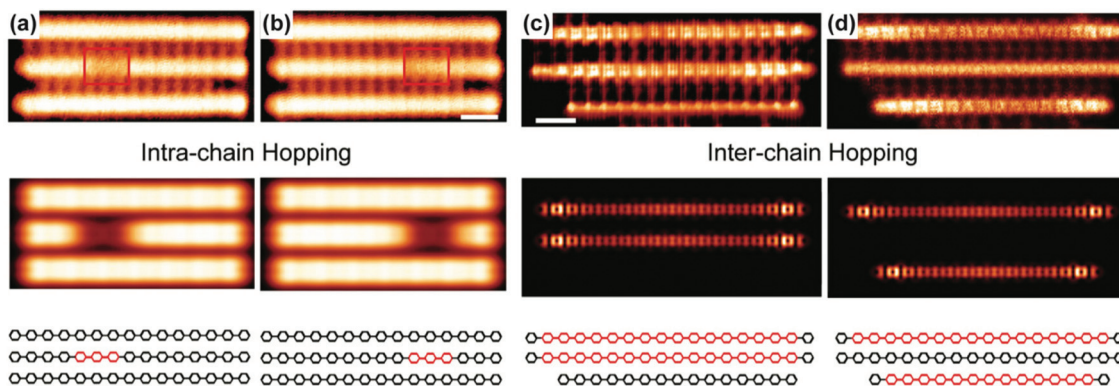 (a)
(b)
(c)
(d)
Intra-chain Hopping
Inter-chain Hopping